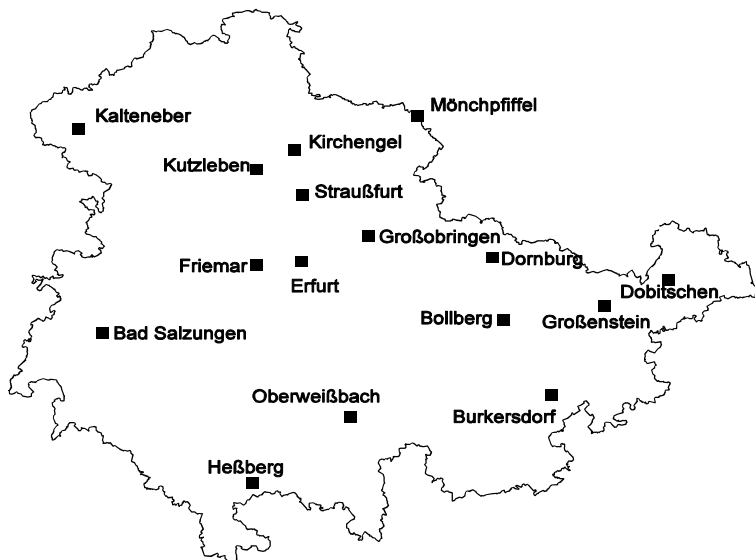 Mönchpfiffel
Kalteneber
Kirchengel
Kutzleben
Straußfurt
Großobringen
Friemar
Dornburg
Erfurt
Dobitschen
Bollberg
Großenstein
Bad Salzungen
Oberweißbach
Burkersdorf
Heßberg